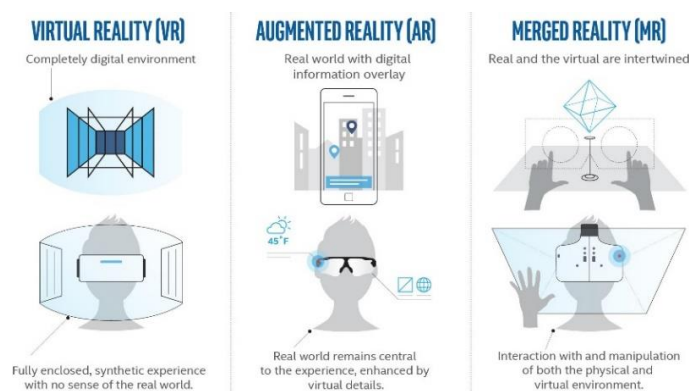 VIRTUAL REALITY (VR)
Completely digital environment
Fully enclosed, synthetic experience
with no sense of the real world.
AUGMENTED REALITY (AR)
Real world with digital
information overlay
45°F
Real world remains central
to the experience, enhanced by
virtual details.
MERGED REALITY (MR)
Real and the virtual are intertwined
Interaction with and manipulation
of both the physical and
virtual environment.